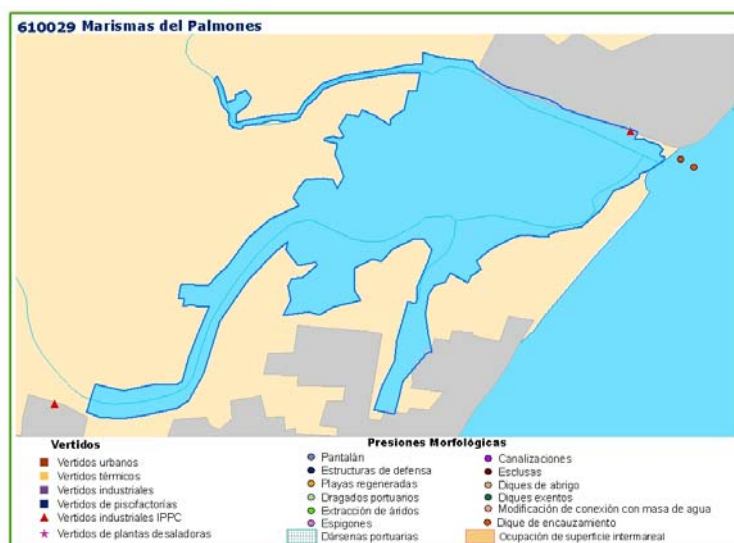 610029 Marismas del Palmones
Vertidos
Vertidos urbanos
Vertidos térmicos
Vertidos industriales
Vertidos de piscifactorías
Vertidos industriales IPPC
Vertidos de plantas desaladoras
Presiones Morfológicas
Pantalán
Estructuras de defensa
Playas regeneradas
Dragados portuarios
Extracción de áridos
Espigones
Dársenas portuarias
Canalizaciones
Esclusas
Diques de abrigo
Diques exentos
Modificación de conexión con masa de agua
Dique de encauzamiento
Ocupación de superficie intermareal